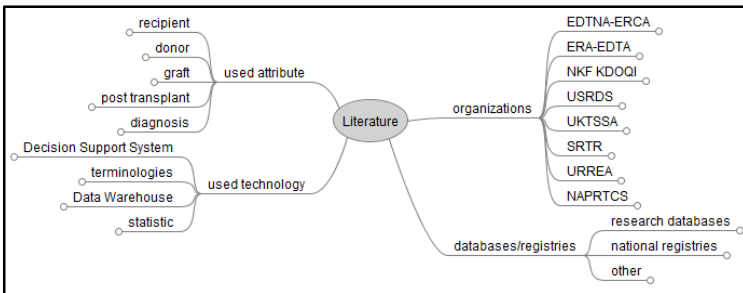 recipient
donor
graft
post transplant
diagnosis
used attribute
Decision Support System
terminologies
Data Warehouse
statistic
used technology
Literature
organizations
EDTNA-ERCA
ERA-EDTA
NKF KDOQI
USRDS
UKTSSA
SRTR
URREA
NAPRTCS
databases/registries
research databases
national registries
other